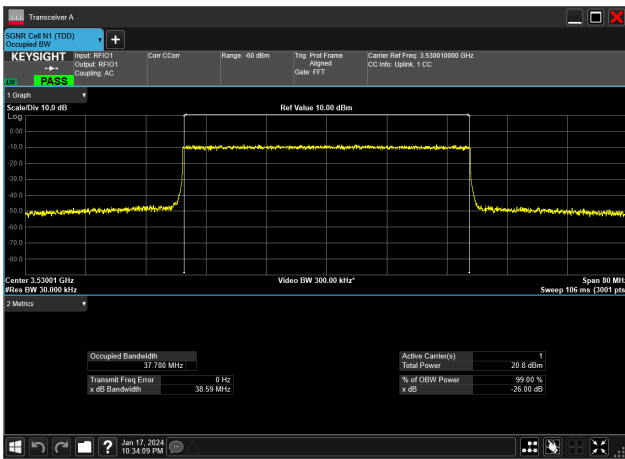 Transceiver A
5GNR Cell N1 (TDD)
Occupied BW
KEYSIGHT
PASS
Input: RFIO1
Output: RFIO1
Coupling: AC
Corr CCorr
Range: -60 dBm
Trig: Prot Frame
Aligned
Gate: FFT
Carrier Ref Freq: 3.530010000 GHz
CC Info: Uplink, 1 CC
1 Graph
Scale/Div 10.0 dB
Ref Value 10.00 dBm
Log
0.00
-10.0
-20.0
-30.0
-40.0
-50.0
-60.0
-70.0
-80.0
Center 3.53001 GHz
Video BW 300.00 kHz*
Span 80 MHz
#Res BW 30.000 kHz
Sweep 106 ms (3001 pts
2 Metrics
Occupied Bandwidth
37.780 MHz
Transmit Freq Error 0 Hz
x dB Bandwidth 38.59 MHz
Active Carrier(s) 1
Total Power 20.8 dBm
% of OBW Power 99.00 %
x dB -26.00 dB
?
Jan 17, 2024
10:34:09 PM